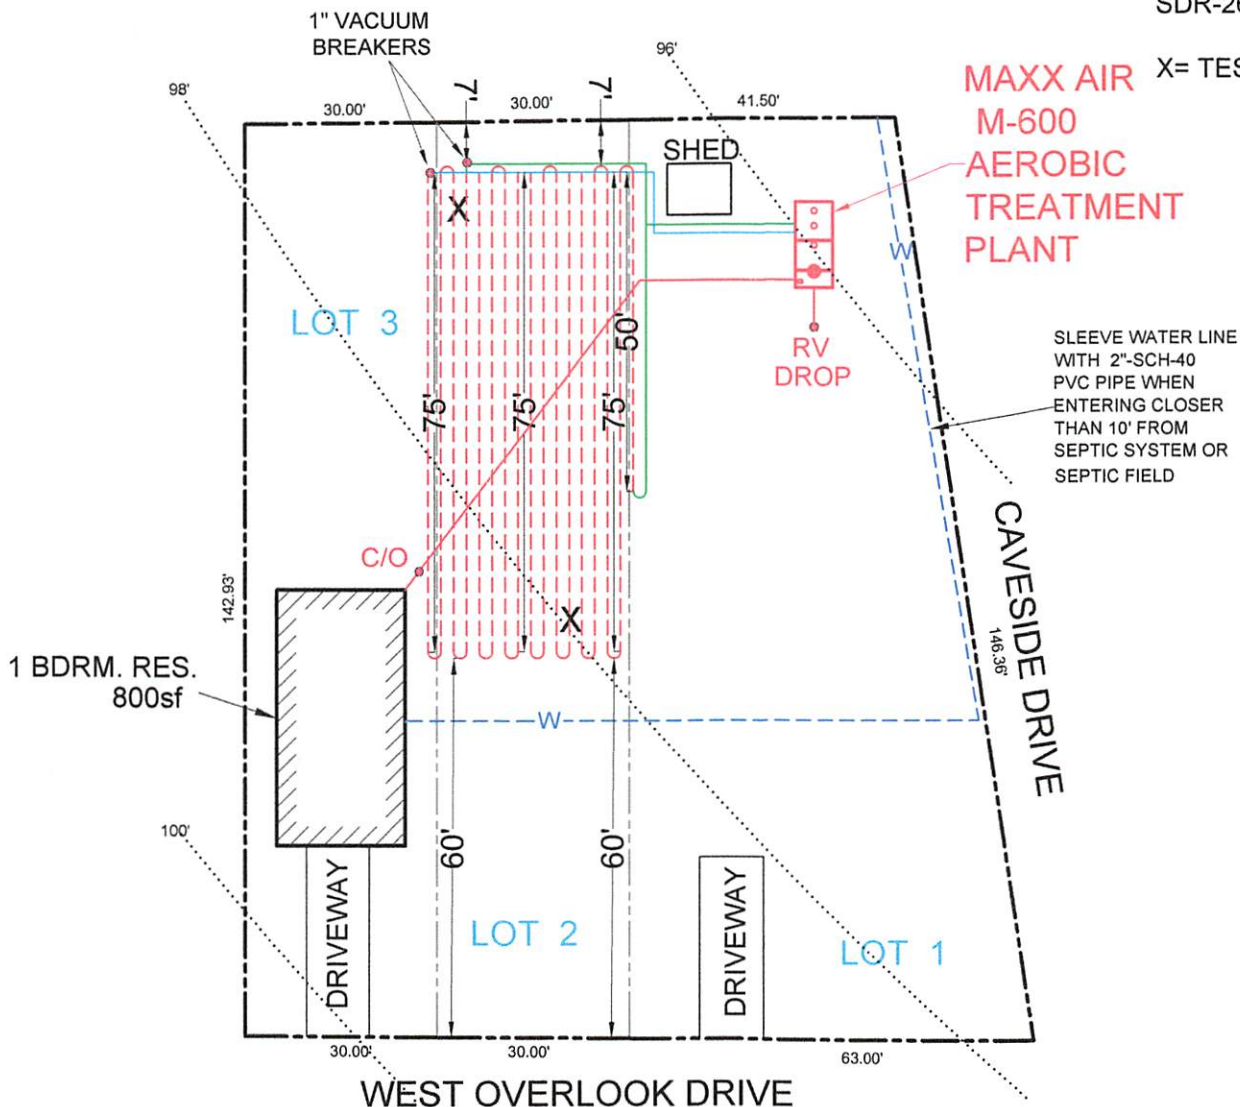 SDR-26
1" VACUUM
BREAKERS
X= TES
98'
96'
30.00'
7'
30.00'
7'
41.50'
SHED
MAXX AIR
M-600
AEROBIC
TREATMENT
PLANT
X
W
LOT 3
50'
RV
DROP
SLEEVE WATER LINE
WITH 2"-SCH-40
PVC PIPE WHEN
ENTERING CLOSER
THAN 10' FROM
SEPTIC SYSTEM OR
SEPTIC FIELD
75'
75'
75'
C/O
CAVESIDE DRIVE
146.36'
142.93'
X
1 BDRM. RES.
800sf
W
100'
60'
60'
DRIVEWAY
LOT 2
DRIVEWAY
LOT 1
30.00'
30.00'
63.00'
WEST OVERLOOK DRIVE